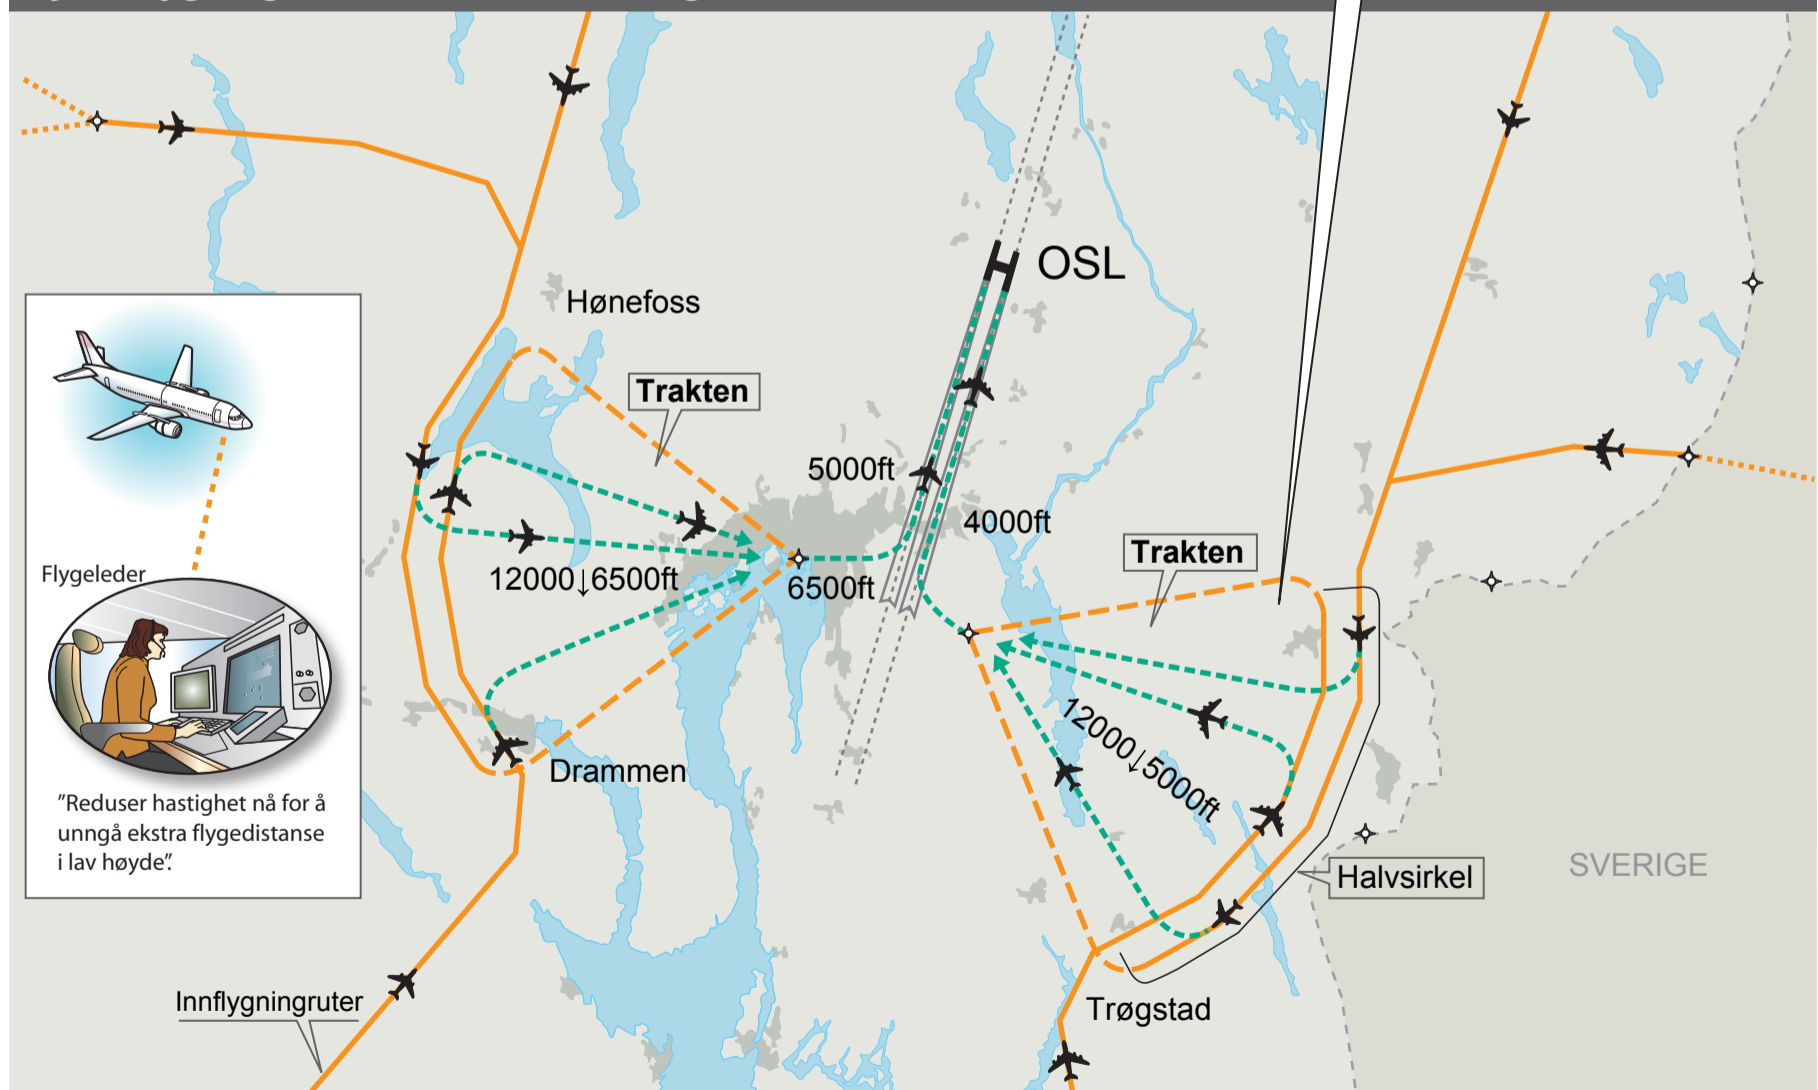 OSL
Hønefoss
Trakten
5000ft
4000ft
Flygeleder
12000↓6500ft
6500ft
Trakten
Drammen
12000↓5000ft
"Reduser hastighet nå for å
unngå ekstra flygedistanse
i lav høyde".
Halvsirkel
SVERIGE
Innflygningruter
Trøgstad